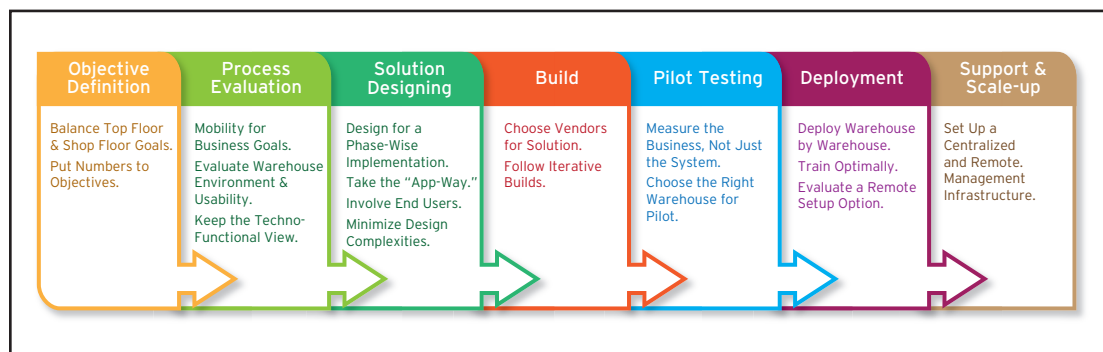 Objective
Definition
Balance Top Floor
& Shop Floor Goals.
Put Numbers to
Objectives.
Process
Evaluation
Mobility for
Business Goals.
Evaluate Warehouse
Environment &
Usability.
Keep the Techno-
Functional View.
Solution
Designing
Design for a
Phase-Wise
Implementation.
Take the “App-Way.”
Involve End Users.
Minimize Design
Complexities.
Build
Choose Vendors
for Solution.
Follow Iterative
Builds.
Pilot Testing
Measure the
Business, Not Just
the System.
Choose the Right
Warehouse for
Pilot.
Deployment
Deploy Warehouse
by Warehouse.
Train Optimally.
Evaluate a Remote
Setup Option.
Support &
Scale-up
Set Up a
Centralized
and Remote.
Management
Infrastructure.